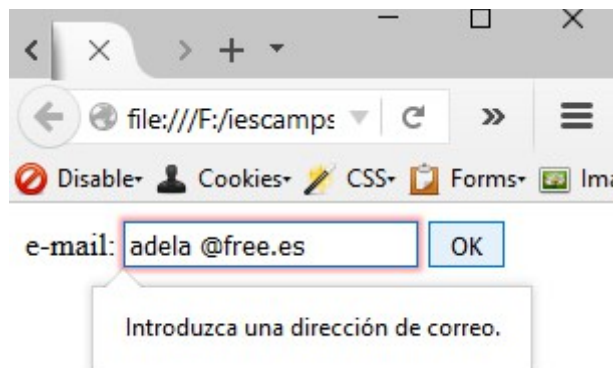 file:///F:/iescamps
Disable Cookies CSS Forms Ima
e-mail: adela @free.es OK
Introduzca una dirección de correo.